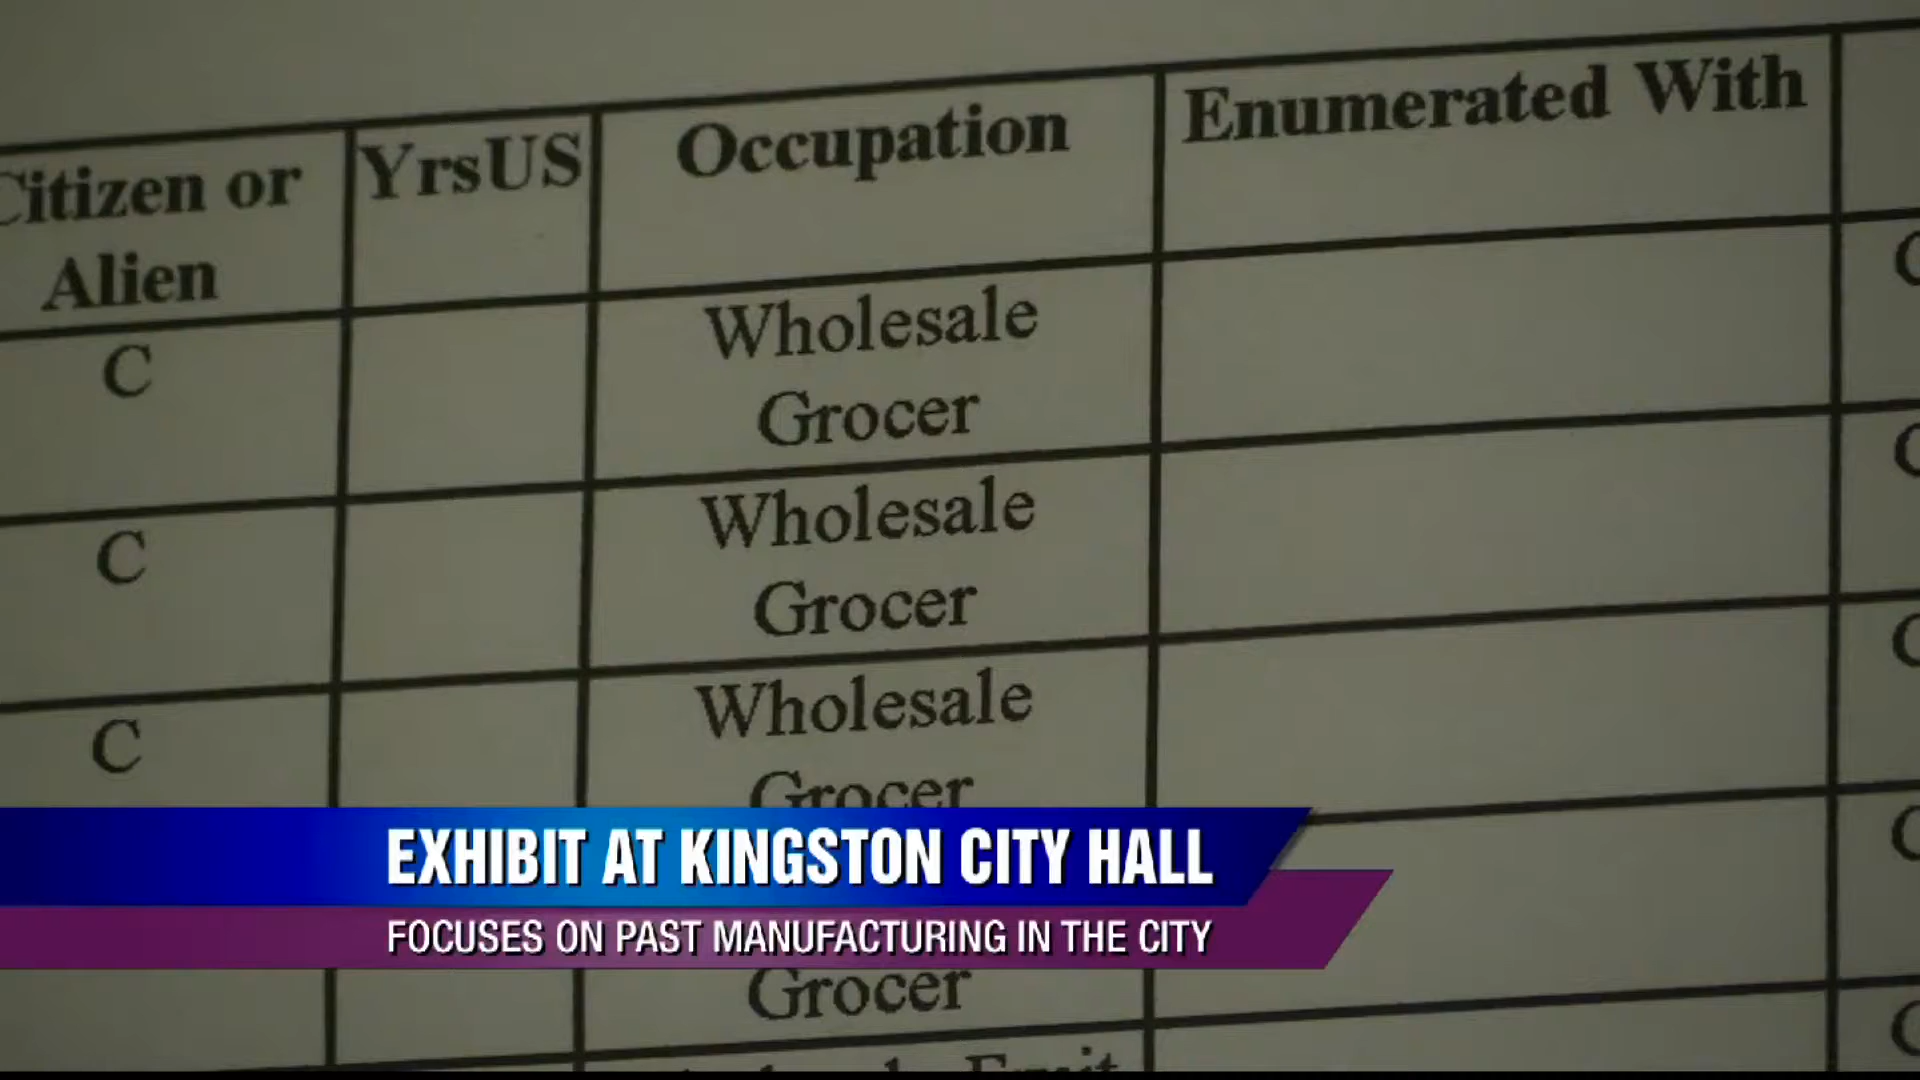 Citizen or Alien YrsUS Occupation Enumerated With
C Wholesale Grocer
C Wholesale Grocer
C Wholesale Grocer
EXHIBIT AT KINGSTON CITY HALL
FOCUSES ON PAST MANUFACTURING IN THE CITY
Grocer